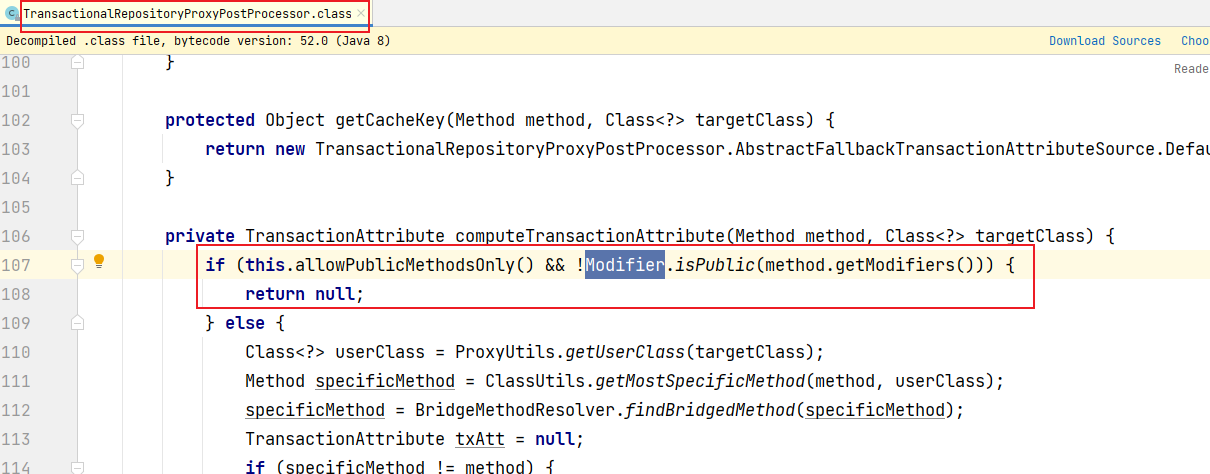 TransactionalRepositoryProxyPostProcessor.class
Decompiled .class file, bytecode version: 52.0 (Java 8) Download Sources Choo
100 }
Reade
101
102 protected Object getCacheKey(Method method, Class<?> targetClass) {
103 return new TransactionalRepositoryProxyPostProcessor.AbstractFallbackTransactionAttributeSource.Defau
104 }
105
106 private TransactionAttribute computeTransactionAttribute(Method method, Class<?> targetClass) {
107 if (this.allowPublicMethodsOnly() && !Modifier.isPublic(method.getModifiers())) {
108 return null;
109 } else {
110 Class<?> userClass = ProxyUtils.getUserClass(targetClass);
111 Method specificMethod = ClassUtils.getMostSpecificMethod(method, userClass);
112 specificMethod = BridgeMethodResolver.findBridgedMethod(specificMethod);
113 TransactionAttribute txAtt = null;
114 if (specificMethod != method) {